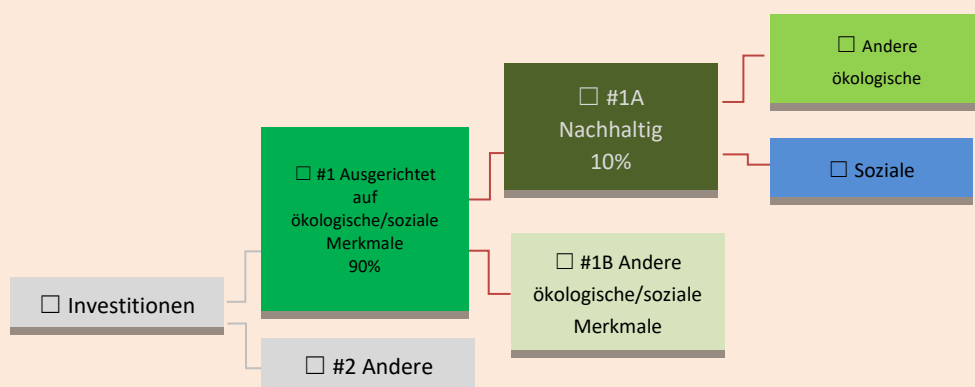 ☐ Investitionen
☐ #1 Ausgerichtet
auf
ökologische/soziale
Merkmale
90%
☐ #2 Andere
☐ #1A
Nachhaltig
10%
☐ #1B Andere
ökologische/soziale
Merkmale
☐ Andere
ökologische
☐ Soziale